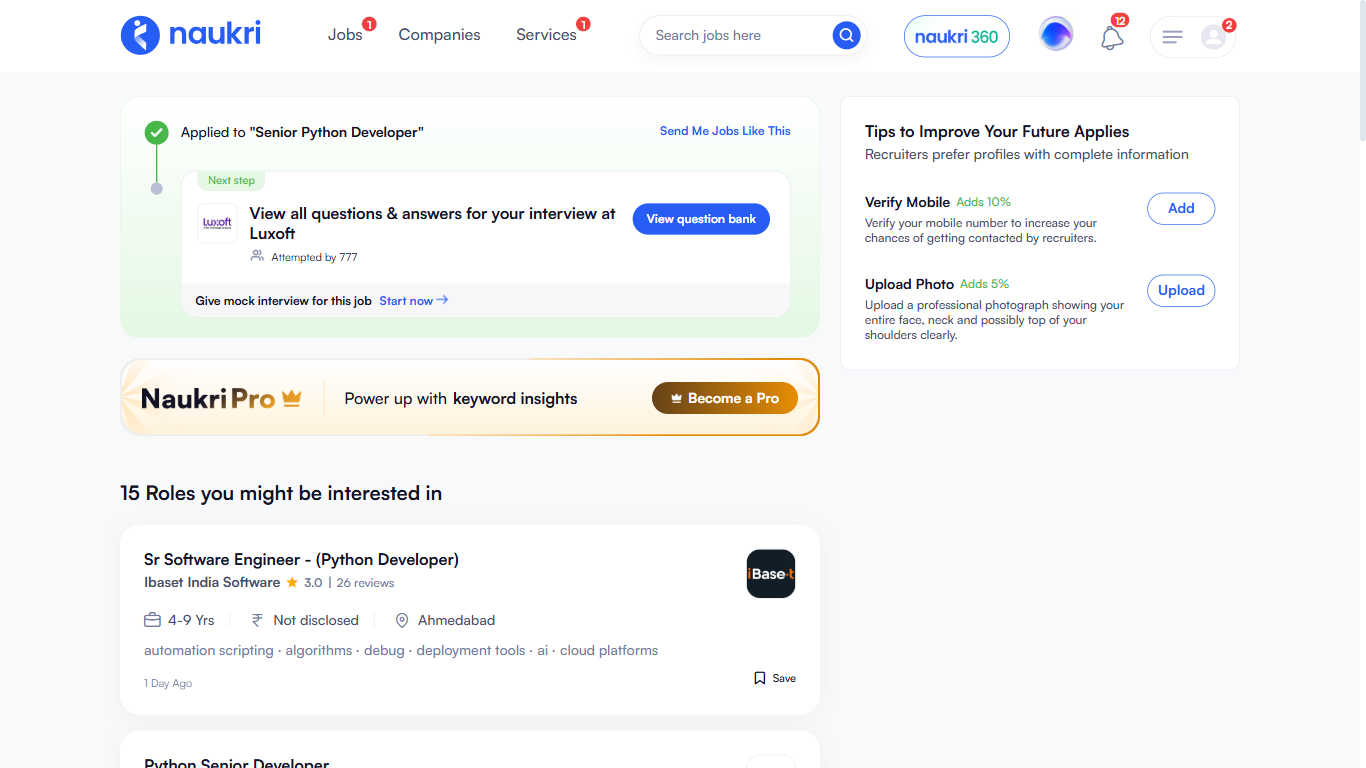 naukri
Jobs 1
Companies
Services 1
Search jobs here
naukri 360
12
2
Applied to "Senior Python Developer"
Send Me Jobs Like This
Next step
Luxoft
View all questions & answers for your interview at
Luxoft
Attempted by 777
View question bank
Give mock interview for this job Start now
Tips to Improve Your Future Applies
Recruiters prefer profiles with complete information
Verify Mobile Adds 10%
Verify your mobile number to increase your
chances of getting contacted by recruiters.
Add
Upload Photo Adds 5%
Upload a professional photograph showing your
entire face, neck and possibly top of your
shoulders clearly.
Upload
Naukri Pro
Power up with keyword insights
Become a Pro
15 Roles you might be interested in
Sr Software Engineer - (Python Developer)
Ibaset India Software 3.0 | 26 reviews
iBase-t
4-9 Yrs
₹ Not disclosed
Ahmedabad
automation scripting · algorithms · debug · deployment tools · ai · cloud platforms
1 Day Ago
Save
Python Senior Developer